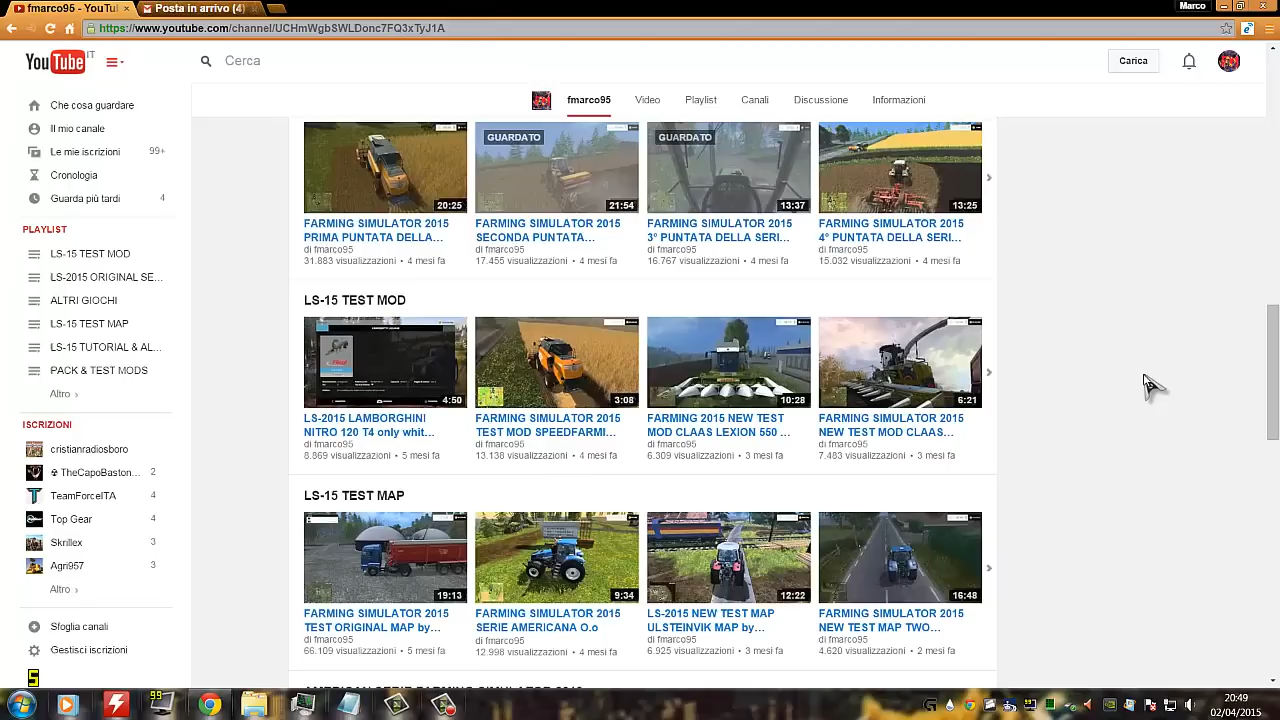 fmarco95 - YouTu
Posta in arrivo (4)
Marco
https://www.youtube.com/channel/UCHmWgbSWLDonc7FQ3xTyJ1A
YouTube IT
Cerca
Carica
fmarco95
Video
Playlist
Canali
Discussione
Informazioni
Che cosa guardare
Il mio canale
Le mie iscrizioni 99+
Cronologia
Guarda più tardi 4
PLAYLIST
LS-15 TEST MOD
LS-2015 ORIGINAL SE...
ALTRI GIOCHI
LS-15 TEST MAP
LS-15 TUTORIAL & AL...
PACK & TEST MODS
Altro ›
ISCRIZIONI
cristianradiosboro
☢ TheCapoBaston... 2
TeamForceITA 4
Top Gear 4
Skrillex 3
Agri957 3
Altro ›
Sfoglia canali
Gestisci iscrizioni
20:25
GUARDATO
21:54
GUARDATO
13:37
13:25
FARMING SIMULATOR 2015
PRIMA PUNTATA DELLA...
di fmarco95
31.883 visualizzazioni • 4 mesi fa
FARMING SIMULATOR 2015
SECONDA PUNTATA...
di fmarco95
17.455 visualizzazioni • 4 mesi fa
FARMING SIMULATOR 2015
3° PUNTATA DELLA SERI...
di fmarco95
16.767 visualizzazioni • 4 mesi fa
FARMING SIMULATOR 2015
4° PUNTATA DELLA SERI...
di fmarco95
15.032 visualizzazioni • 4 mesi fa
LS-15 TEST MOD
4:50
3:08
10:28
6:21
LS-2015 LAMBORGHINI
NITRO 120 T4 only whit...
di fmarco95
8.869 visualizzazioni • 5 mesi fa
FARMING SIMULATOR 2015
TEST MOD SPEEDFARMI...
di fmarco95
13.138 visualizzazioni • 4 mesi fa
FARMING 2015 NEW TEST
MOD CLAAS LEXION 550 ...
di fmarco95
6.309 visualizzazioni • 3 mesi fa
FARMING SIMULATOR 2015
NEW TEST MOD CLAAS...
di fmarco95
7.483 visualizzazioni • 3 mesi fa
LS-15 TEST MAP
19:13
9:34
12:22
16:48
FARMING SIMULATOR 2015
TEST ORIGINAL MAP by...
di fmarco95
66.109 visualizzazioni • 5 mesi fa
FARMING SIMULATOR 2015
SERIE AMERICANA O.o
di fmarco95
12.998 visualizzazioni • 4 mesi fa
LS-2015 NEW TEST MAP
ULSTEINVIK MAP by...
di fmarco95
6.925 visualizzazioni • 3 mesi fa
FARMING SIMULATOR 2015
NEW TEST MAP TWO...
di fmarco95
4.620 visualizzazioni • 2 mesi fa
S
99
20:49
02/04/2015